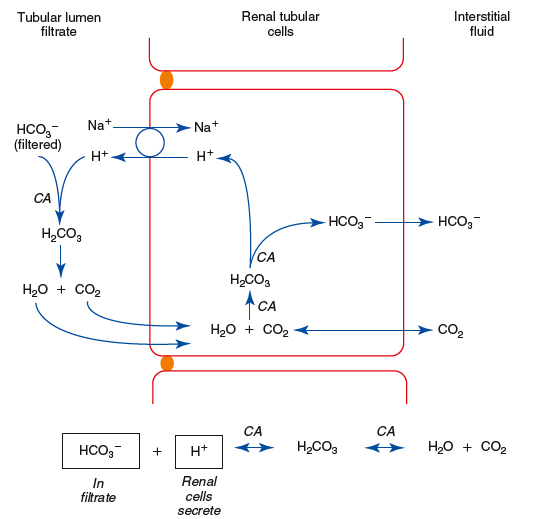 Tubular lumen
filtrate
Renal tubular
cells
Interstitial
fluid
HCO₃⁻
(filtered)
Na⁺
Na⁺
H⁺
H⁺
CA
H₂CO₃
HCO₃⁻
HCO₃⁻
CA
H₂CO₃
CA
H₂O + CO₂
H₂O + CO₂
CO₂
HCO₃⁻ + H⁺ CA H₂CO₃ CA H₂O + CO₂
In
filtrate
Renal
cells
secrete